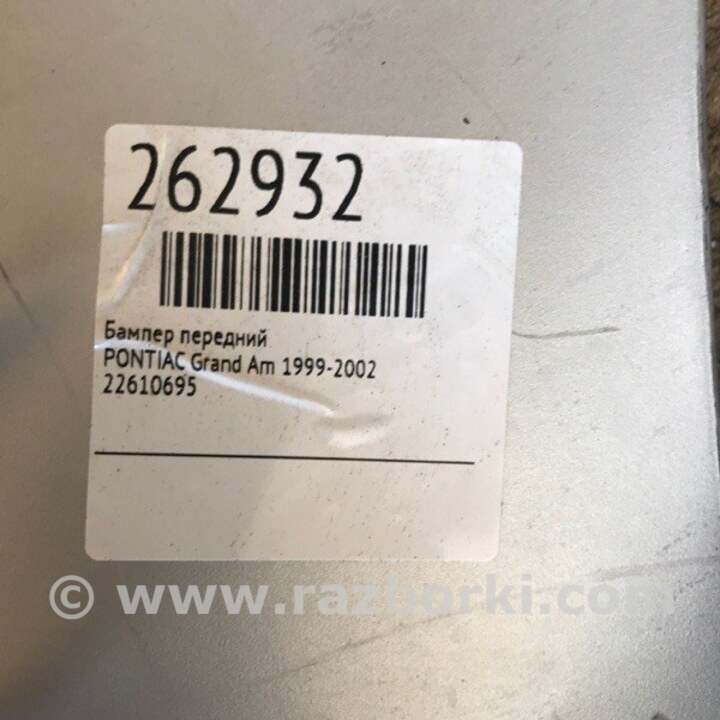 262932
Бампер передний
PONTIAC Grand Am 1999-2002
22610695
© www.razborki.com